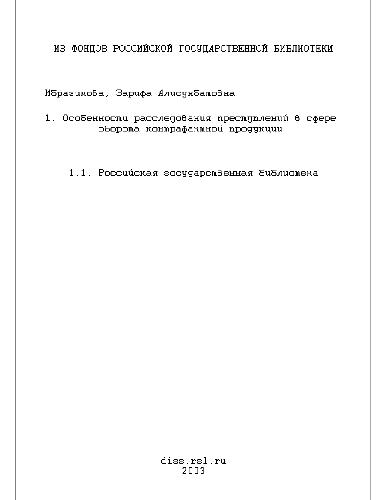 ИЗ ФОНДОВ РОССИЙСКОЙ ГОСУДАРСТВЕННОЙ БИБЛИОТЕКИ
Ибрагимова, Зарифа Алисултановна
1. Особенности расследования преступлений в сфере
оборота контрафактной продукции
1.1. Российская государственная библиотека
diss.rsl.ru
2003